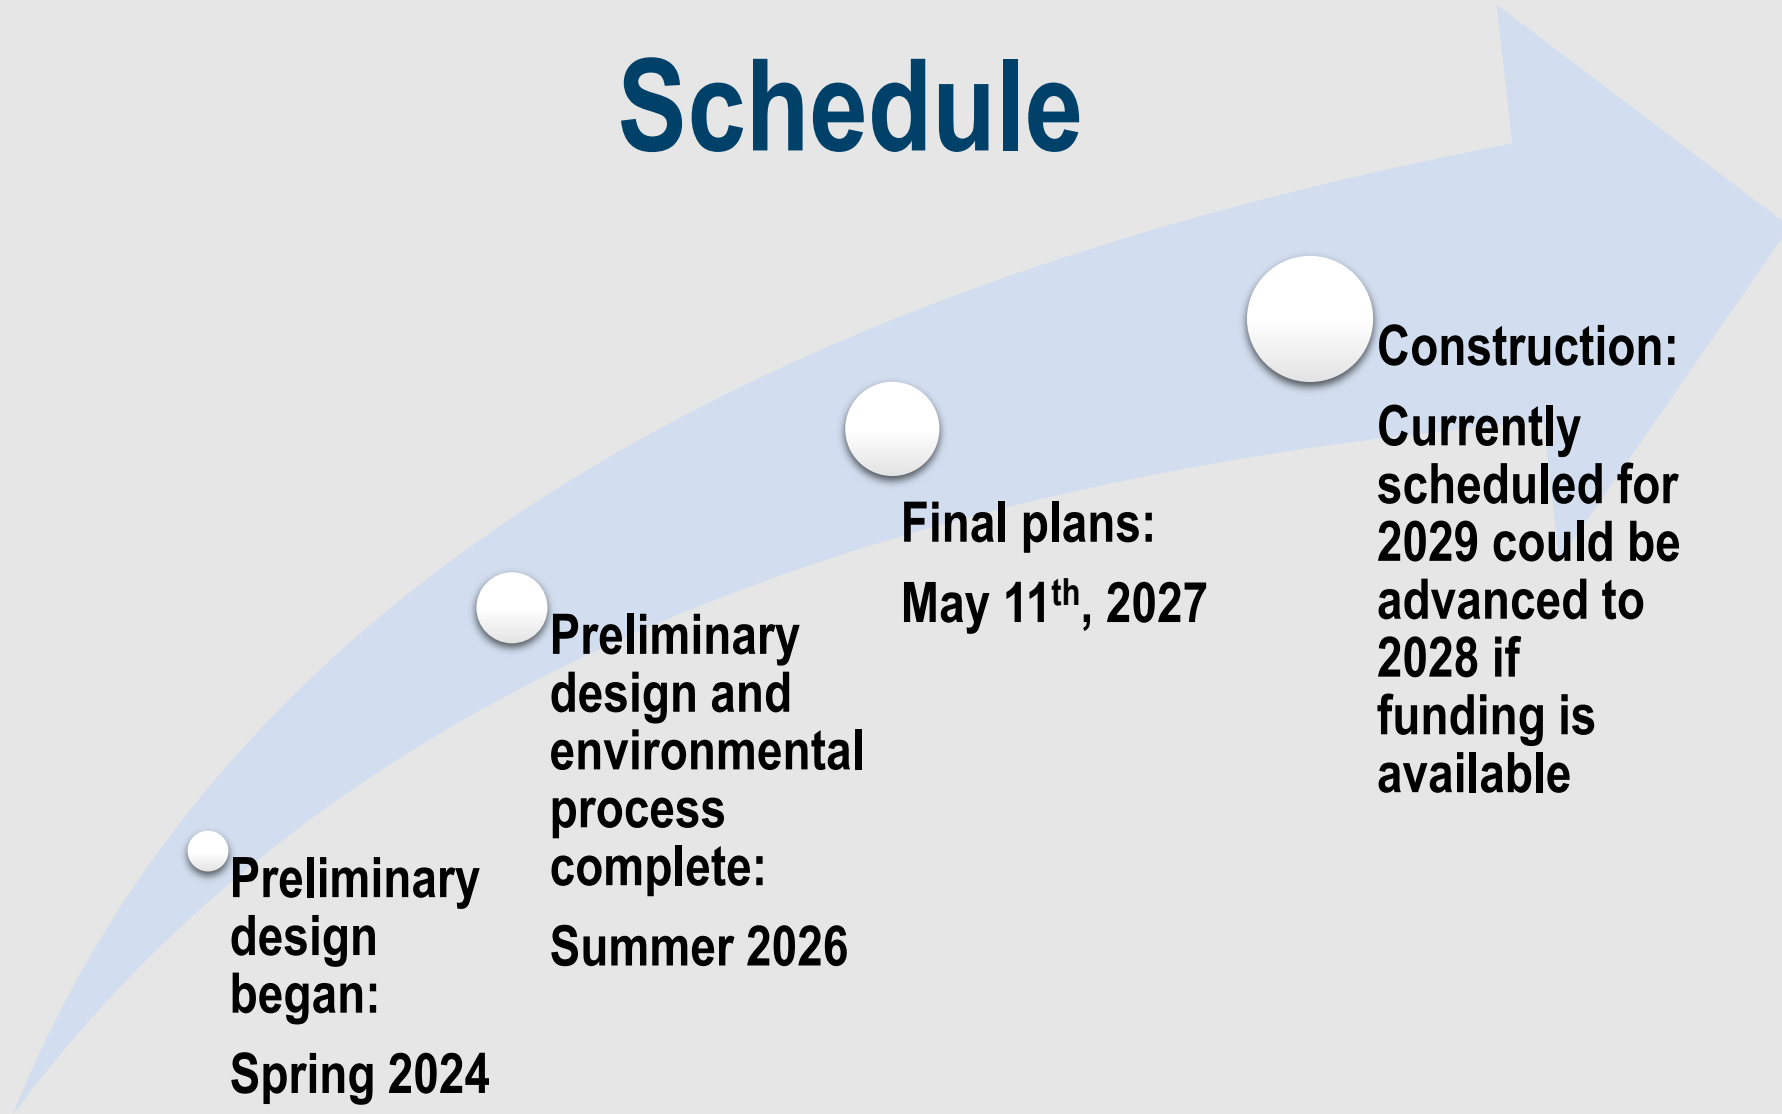 Schedule
Preliminary
design
began:
Spring 2024
Preliminary
design and
environmental
process
complete:
Summer 2026
Final plans:
May 11th, 2027
Construction:
Currently
scheduled for
2029 could be
advanced to
2028 if
funding is
available